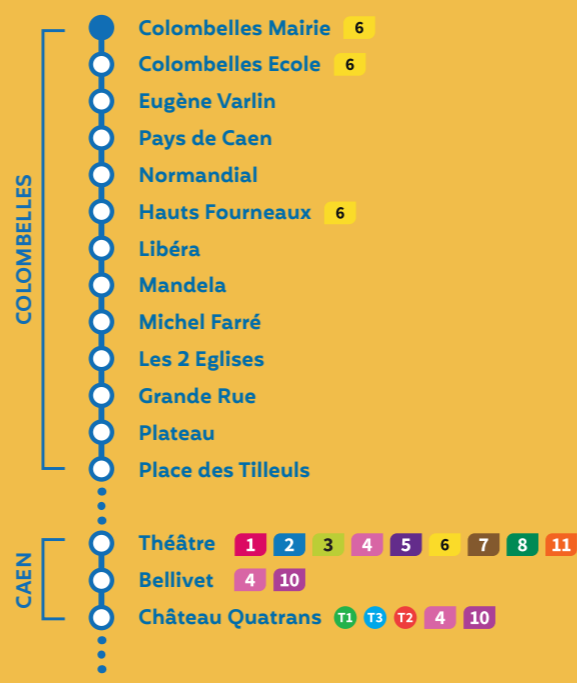 COLOMBELLES
Colombelles Mairie 6
Colombelles Ecole 6
Eugène Varlin
Pays de Caen
Normandial
Hauts Fourneaux 6
Libéra
Mandela
Michel Farré
Les 2 Eglises
Grande Rue
Plateau
Place des Tilleuls
CAEN
Théâtre 1 2 3 4 5 6 7 8 11
Bellivet 4 10
Château Quatrans T1 T3 T2 4 10